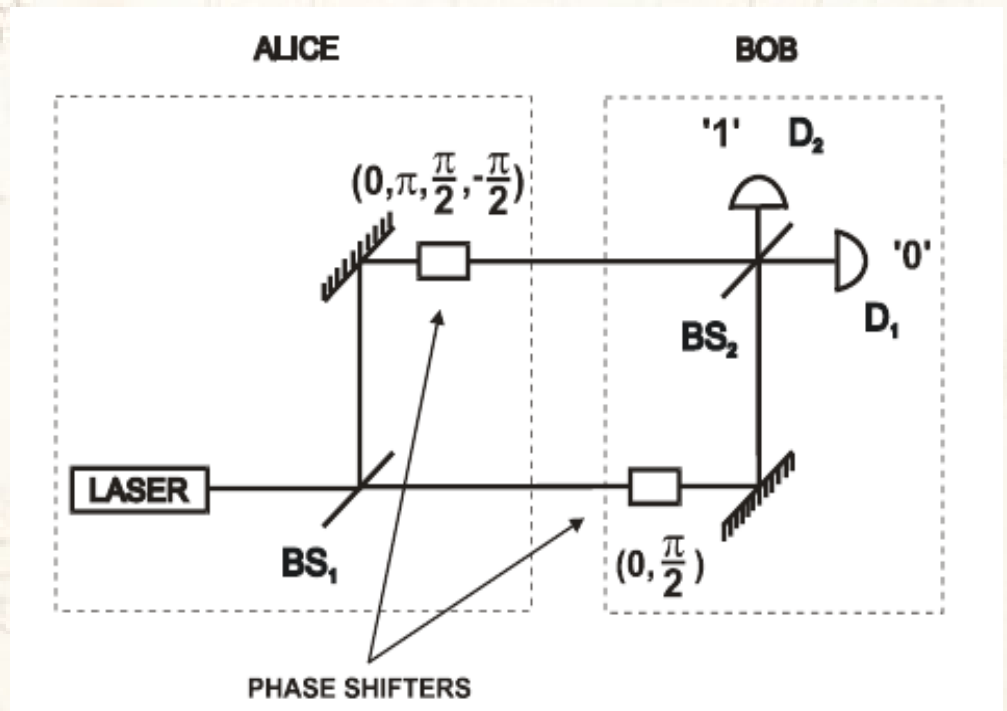 ALICE
BOB
'1' D₂
(0,π,π/2,-π/2)
'0'
D₁
BS₂
LASER
BS₁
(0,π/2)
PHASE SHIFTERS